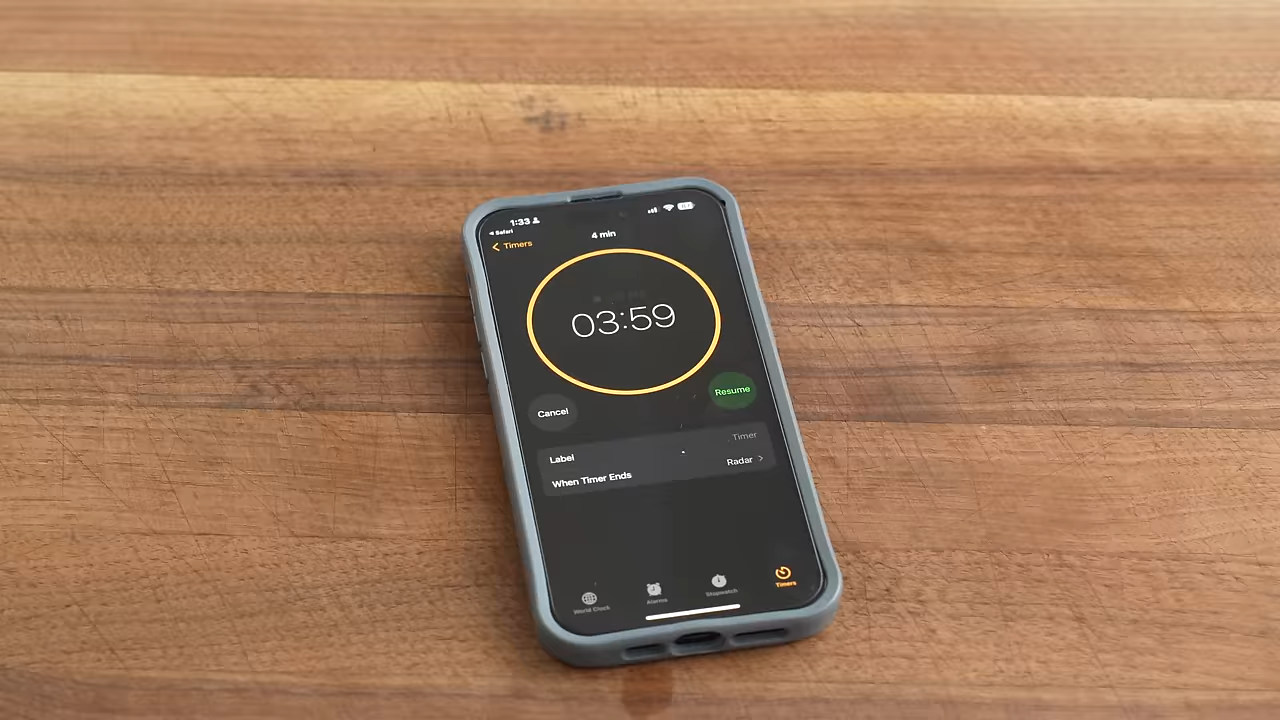 1:33
Safari
Timers
4 min
03:59
Cancel
Resume
Label
Timer
When Timer Ends
Radar
World Clock
Alarms
Stopwatch
Timers